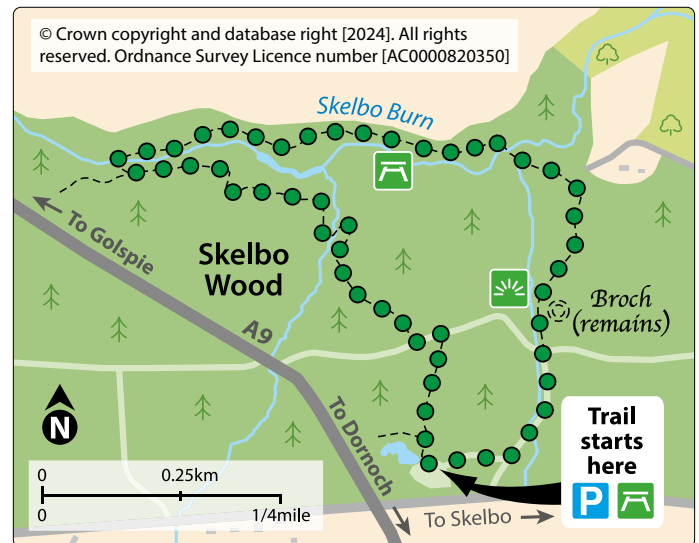 © Crown copyright and database right [2024]. All rights
reserved. Ordnance Survey Licence number [AC0000820350]
Skelbo Burn
To Golspie
Skelbo
Wood
Broch
(remains)
A9
N
To Dornoch
Trail
starts
here
P
0 0.25km
0 1/4mile
To Skelbo